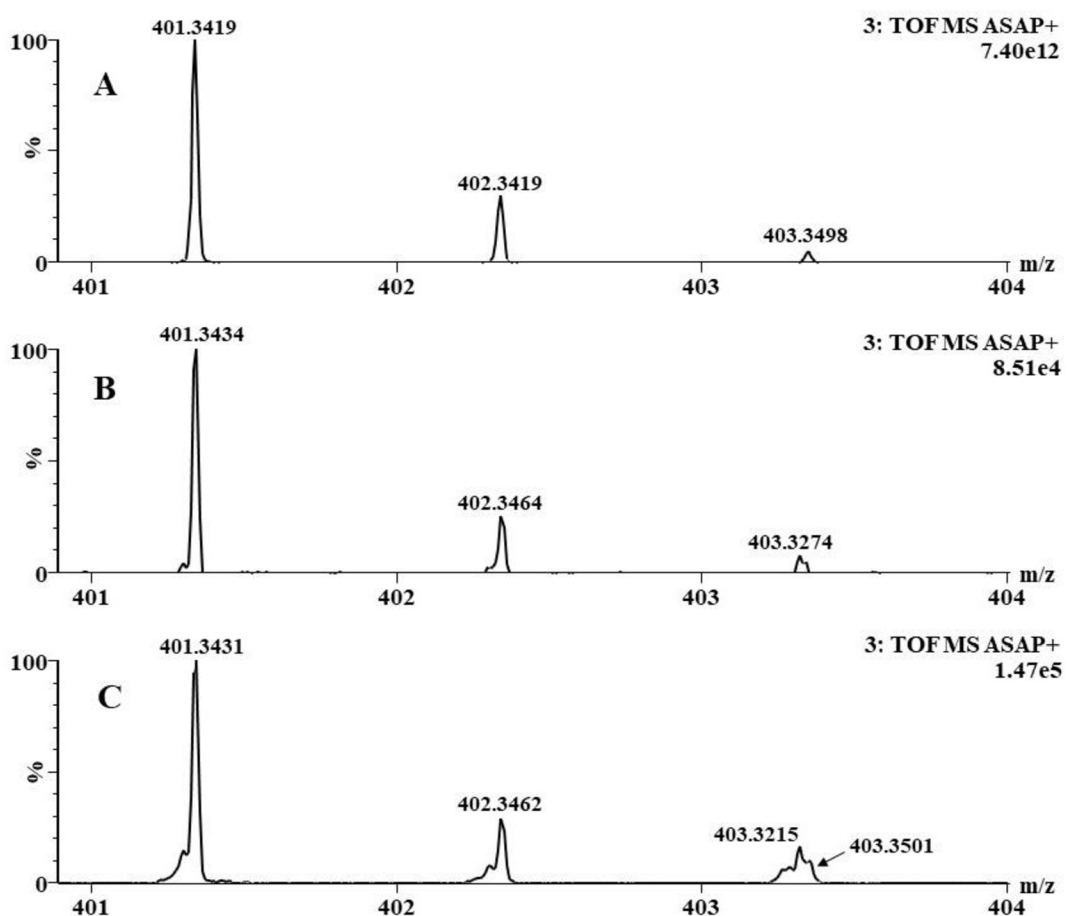 401.3419
3: TOF MS ASAP+
7.40e12
100
A
%
402.3419
403.3498
0
m/z
401 402 403 404
401.3434
3: TOF MS ASAP+
8.51e4
100
B
%
402.3464
403.3274
0
m/z
401 402 403 404
401.3431
3: TOF MS ASAP+
1.47e5
100
C
%
402.3462
403.3215
403.3501
0
m/z
401 402 403 404